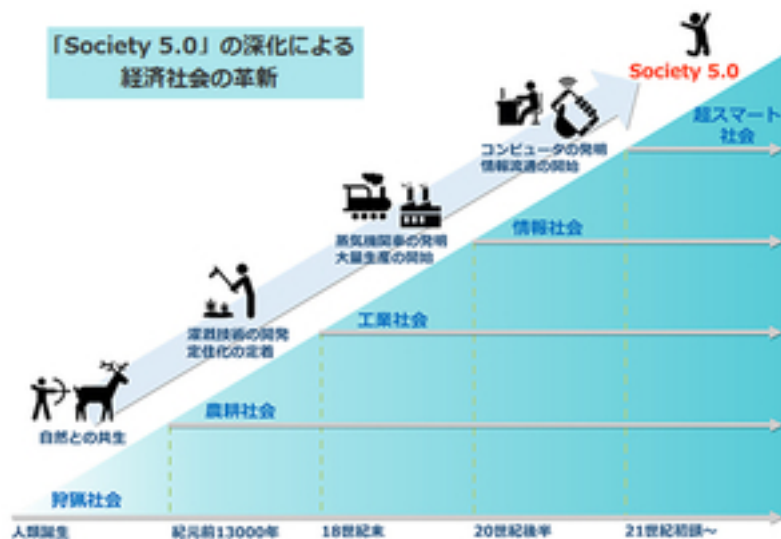 「Society 5.0」の深化による
経済社会の革新
Society 5.0
超スマート
社会
コンピュータの発明
情報流通の開始
情報社会
蒸気機関車の発明
大量生産の開始
工業社会
灌漑技術の開発
定住化の定着
農耕社会
自然との共生
狩猟社会
人類誕生
紀元前13000年
18世紀末
20世紀後半
21世紀初頭~